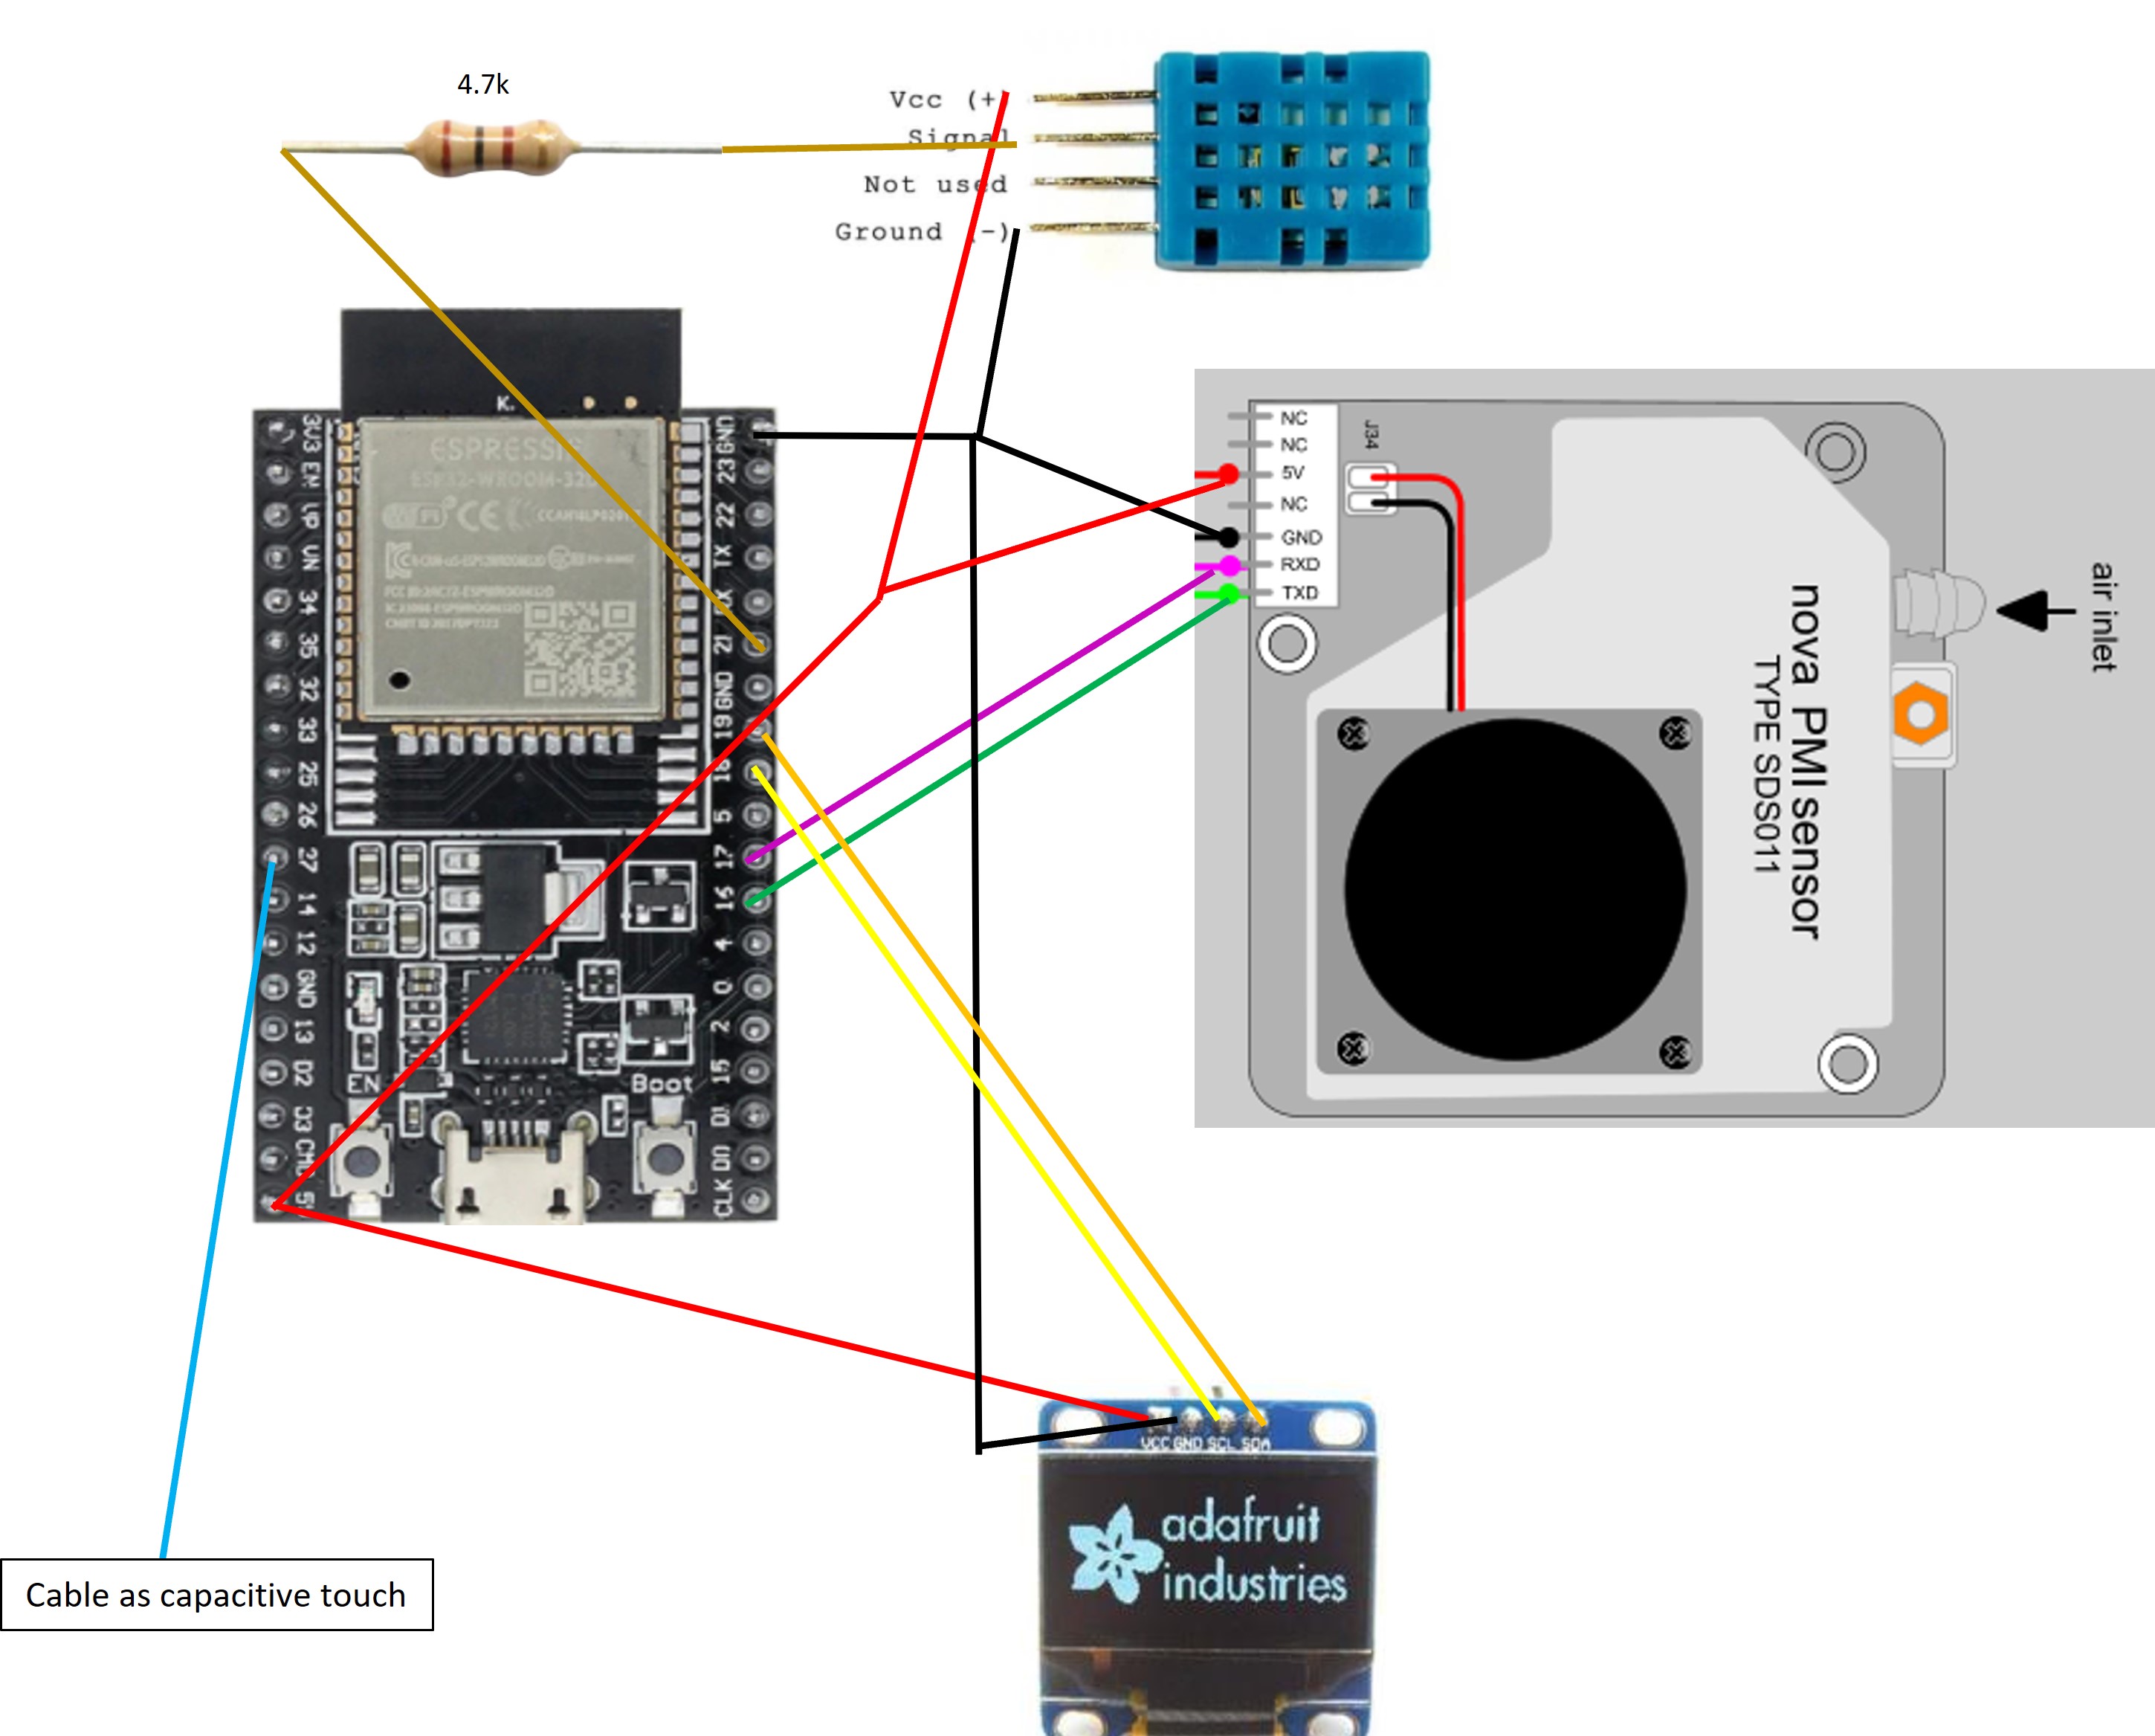 4.7k
Vcc (+
Signal
Not used
Ground (-)
K.
ESPRESSIF
ESP32-WROOM-32D
3V3
EN
VP
VN
34
35
32
33
25
26
27
14
12
GND
13
D2
D3
CMD
5V
GND
23
22
TX
RX
21
GND
19
18
5
17
16
4
0
2
15
D1
D0
CLK
EN
Boot
NC
NC
5V
NC
GND
RXD
TXD
J34
nova PMI sensor
TYPE SDS011
air inlet
VCC GND SCL SDA
adafruit
industries
Cable as capacitive touch